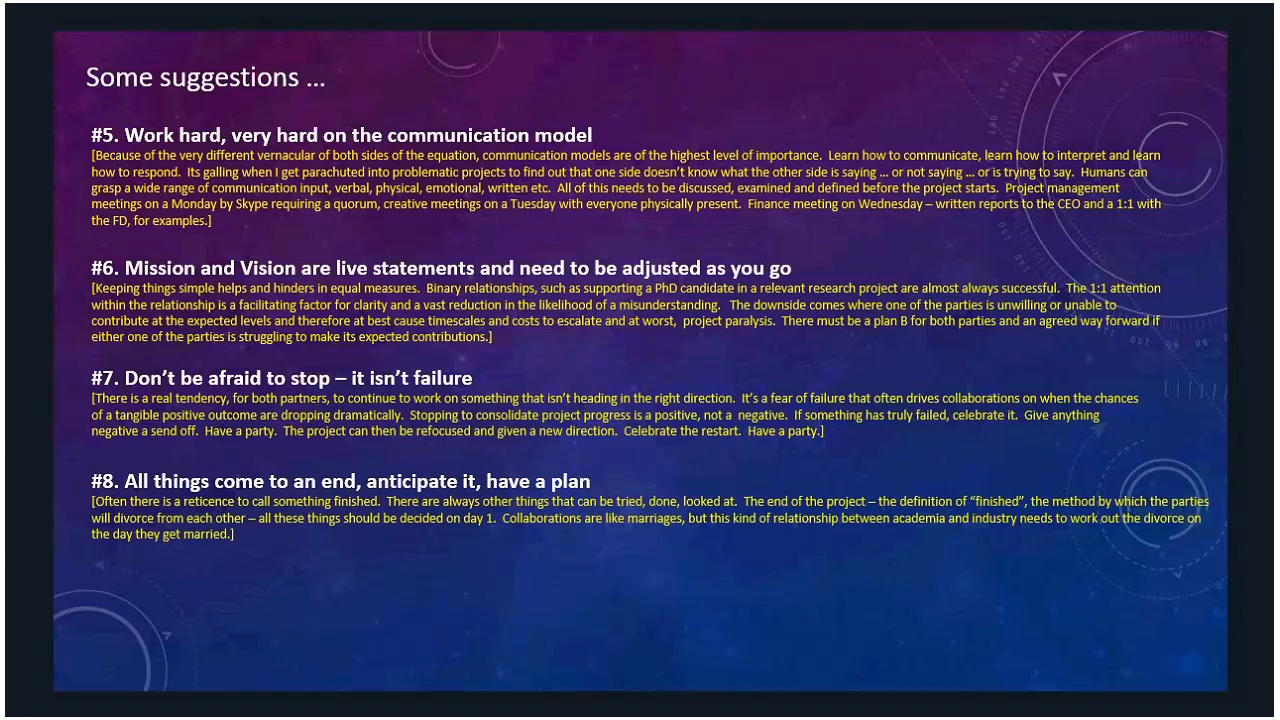 Some suggestions ...
#5. Work hard, very hard on the communication model
[Because of the very different vernacular of both sides of the equation, communication models are of the highest level of importance.  Learn how to communicate, learn how to interpret and learn
how to respond.  Its galling when I get parachuted into problematic projects to find out that one side doesn't know what the other side is saying ... or not saying ... or is trying to say.  Humans can
grasp a wide range of communication input, verbal, physical, emotional, written etc.  All of this needs to be discussed, examined and defined before the project starts.  Project management
meetings on a Monday by Skype requiring a quorum, creative meetings on a Tuesday with everyone physically present.  Finance meeting on Wednesday – written reports to the CEO and a 1:1 with
the FD, for examples.]
#6. Mission and Vision are live statements and need to be adjusted as you go
[Keeping things simple helps and hinders in equal measures.  Binary relationships, such as supporting a PhD candidate in a relevant research project are almost always successful.  The 1:1 attention
within the relationship is a facilitating factor for clarity and a vast reduction in the likelihood of a misunderstanding.   The downside comes where one of the parties is unwilling or unable to
contribute at the expected levels and therefore at best cause timescales and costs to escalate and at worst,  project paralysis.  There must be a plan B for both parties and an agreed way forward if
either one of the parties is struggling to make its expected contributions.]
#7. Don't be afraid to stop – it isn't failure
[There is a real tendency, for both partners, to continue to work on something that isn't heading in the right direction.  It's a fear of failure that often drives collaborations on when the chances
of a tangible positive outcome are dropping dramatically.  Stopping to consolidate project progress is a positive, not a  negative.  If something has truly failed, celebrate it.  Give anything
negative a send off.  Have a party.  The project can then be refocused and given a new direction.  Celebrate the restart.  Have a party.]
#8. All things come to an end, anticipate it, have a plan
[Often there is a reticence to call something finished.  There are always other things that can be tried, done, looked at.  The end of the project – the definition of "finished", the method by which the parties
will divorce from each other – all these things should be decided on day 1.  Collaborations are like marriages, but this kind of relationship between academia and industry needs to work out the divorce on
the day they get married.]